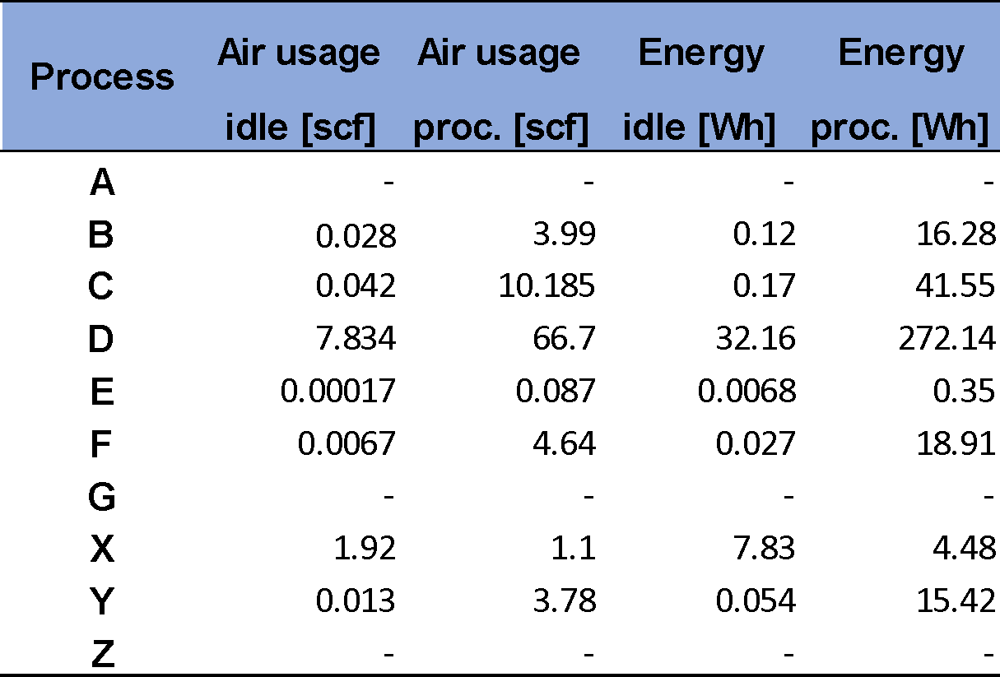 Process Air usage idle [scf] Air usage proc. [scf] Energy idle [Wh] Energy proc. [Wh]
A - - - -
B 0.028 3.99 0.12 16.28
C 0.042 10.185 0.17 41.55
D 7.834 66.7 32.16 272.14
E 0.00017 0.087 0.0068 0.35
F 0.0067 4.64 0.027 18.91
G - - - -
X 1.92 1.1 7.83 4.48
Y 0.013 3.78 0.054 15.42
Z - - - -